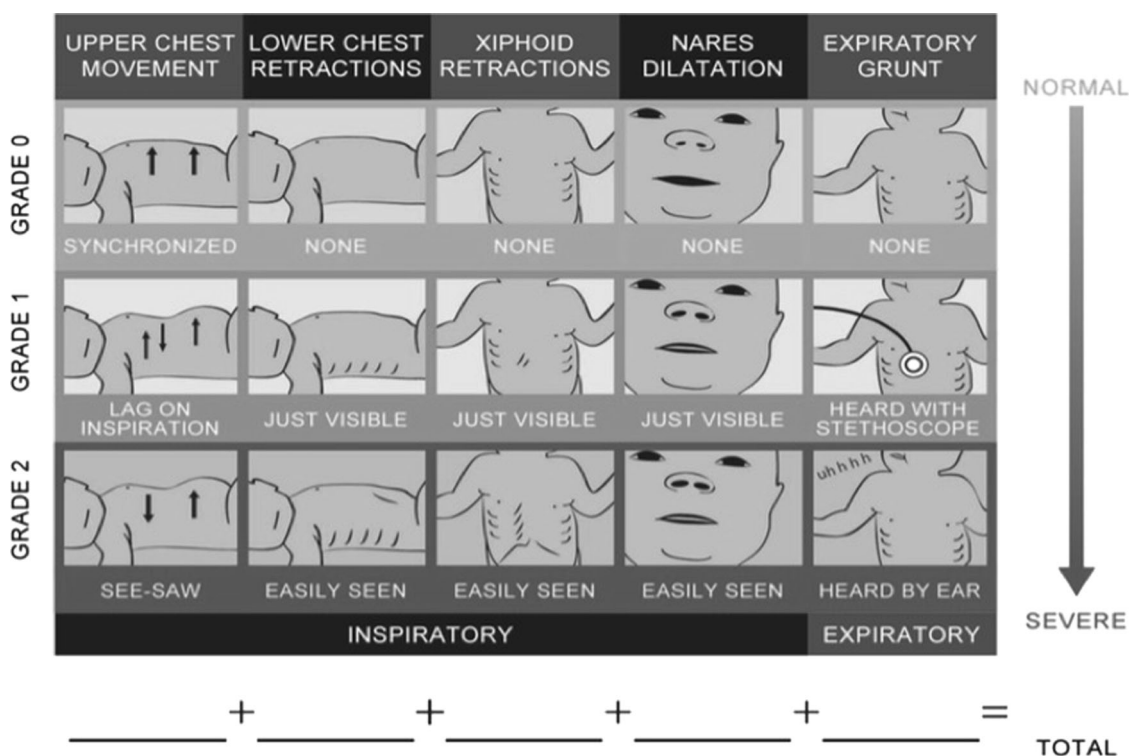 UPPER CHEST
MOVEMENT
LOWER CHEST
RETRACTIONS
XIPHOID
RETRACTIONS
NARES
DILATATION
EXPIRATORY
GRUNT
NORMAL
GRADE 0
SYNCHRONIZED
NONE
NONE
NONE
NONE
GRADE 1
LAG ON
INSPIRATION
JUST VISIBLE
JUST VISIBLE
JUST VISIBLE
HEARD WITH
STETHOSCOPE
GRADE 2
uhhhh
SEE-SAW
EASILY SEEN
EASILY SEEN
EASILY SEEN
HEARD BY EAR
SEVERE
INSPIRATORY
EXPIRATORY
+ + + + =
TOTAL